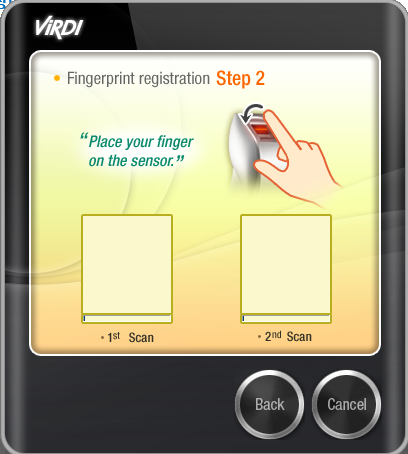 ViRDI
• Fingerprint registration Step 2
“Place your finger
on the sensor.”
• 1st Scan
• 2nd Scan
Back
Cancel